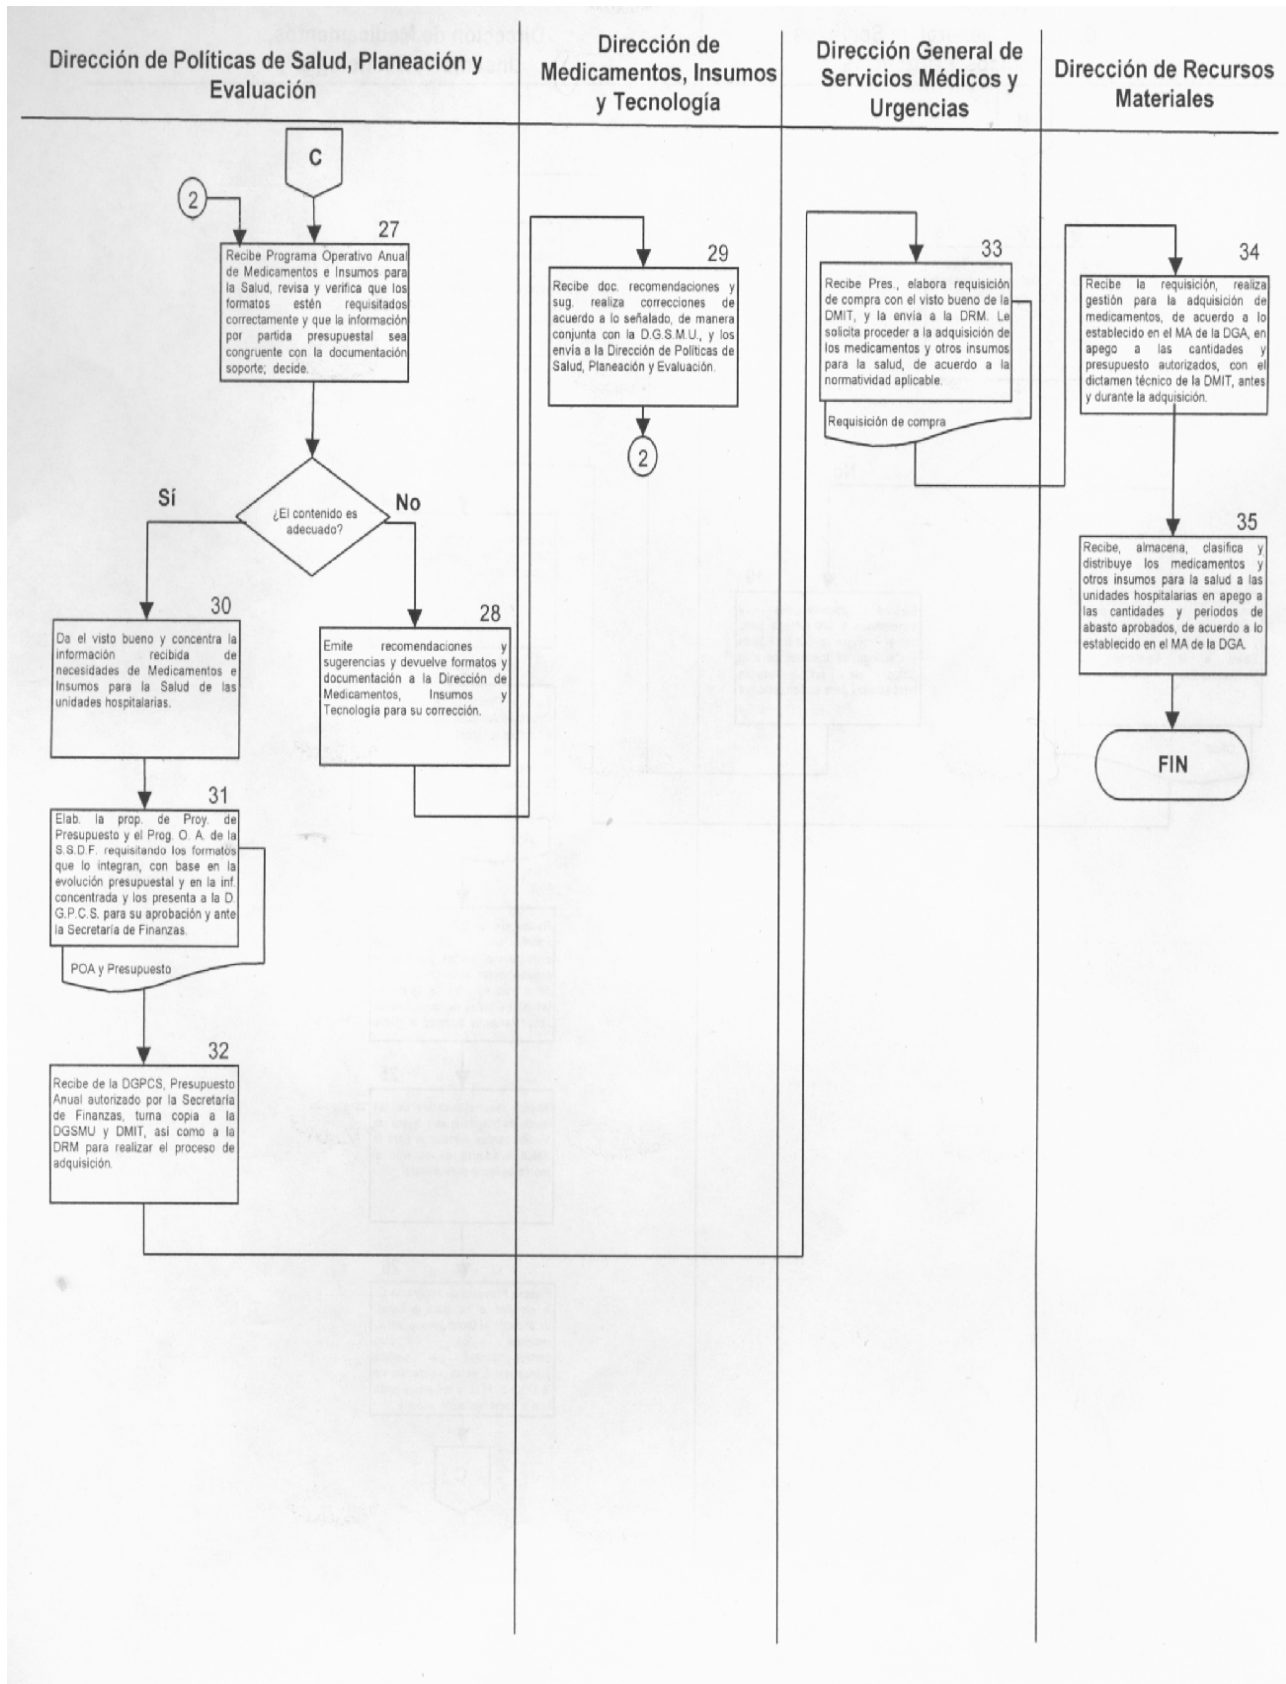 Dirección de Políticas de Salud, Planeación y
Evaluación
Dirección de
Medicamentos, Insumos
y Tecnología
Dirección General de
Servicios Médicos y
Urgencias
Dirección de Recursos
Materiales
C
2
27
Recibe Programa Operativo Anual
de Medicamentos e Insumos para
la Salud, revisa y verifica que los
formatos estén requisitados
correctamente y que la información
por partida presupuestal sea
congruente con la documentación
soporte; decide.
¿El contenido es
adecuado?
Sí
No
30
Da el visto bueno y concentra la
información recibida de
necesidades de Medicamentos e
Insumos para la Salud de las
unidades hospitalarias.
28
Emite recomendaciones y
sugerencias y devuelve formatos y
documentación a la Dirección de
Medicamentos, Insumos y
Tecnología para su corrección.
31
Elab. la prop. de Proy. de
Presupuesto y el Prog. O. A. de la
S.S.D.F. requisitando los formatos
que lo integran, con base en la
evolución presupuestal y en la inf.
concentrada y los presenta a la D.
G.P.C.S. para su aprobación y ante
la Secretaría de Finanzas.
POA y Presupuesto
32
Recibe de la DGPCS, Presupuesto
Anual autorizado por la Secretaría
de Finanzas, turna copia a la
DGSMU y DMIT, así como a la
DRM para realizar el proceso de
adquisición.
29
Recibe doc. recomendaciones y
sug. realiza correcciones de
acuerdo a lo señalado, de manera
conjunta con la D.G.S.M.U., y los
envía a la Dirección de Políticas de
Salud, Planeación y Evaluación.
2
33
Recibe Pres., elabora requisición
de compra con el visto bueno de la
DMIT, y la envía a la DRM. Le
solicita proceder a la adquisición de
los medicamentos y otros insumos
para la salud, de acuerdo a la
normatividad aplicable.
Requisición de compra
34
Recibe la requisición, realiza
gestión para la adquisición de
medicamentos, de acuerdo a lo
establecido en el MA de la DGA, en
apego a las cantidades y
presupuesto autorizados, con el
dictamen técnico de la DMIT, antes
y durante la adquisición.
35
Recibe, almacena, clasifica y
distribuye los medicamentos y
otros insumos para la salud a las
unidades hospitalarias en apego a
las cantidades y periodos de
abasto aprobados, de acuerdo a lo
establecido en el MA de la DGA.
FIN